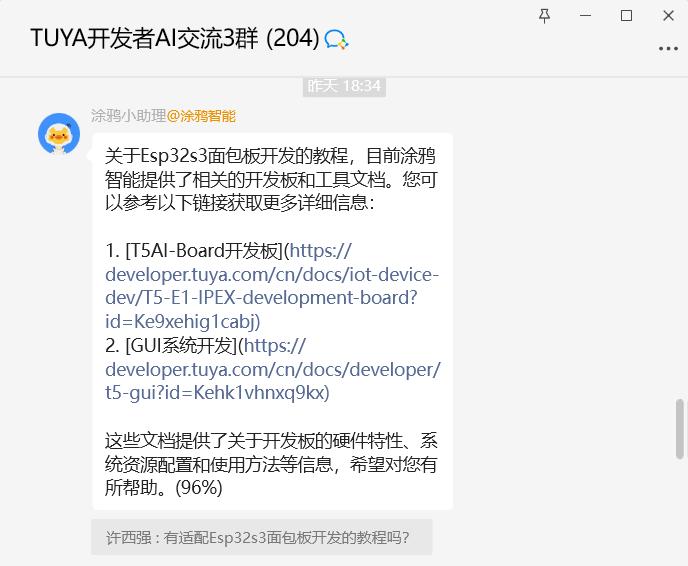 TUYA开发者AI交流3群 (204)
昨天 18:34
涂鸦小助理@涂鸦智能
关于Esp32s3面包板开发的教程，目前涂鸦
智能提供了相关的开发板和工具文档。您可
以参考以下链接获取更多详细信息：
1. [T5AI-Board开发板](https://
developer.tuya.com/cn/docs/iot-device-
dev/T5-E1-IPEX-development-board?
id=Ke9xehig1cabj)
2. [GUI系统开发](https://
developer.tuya.com/cn/docs/developer/
t5-gui?id=Kehk1vhnxq9kx)
这些文档提供了关于开发板的硬件特性、系
统资源配置和使用方法等信息，希望对您有
所帮助。(96%)
许西强 : 有适配Esp32s3面包板开发的教程吗？